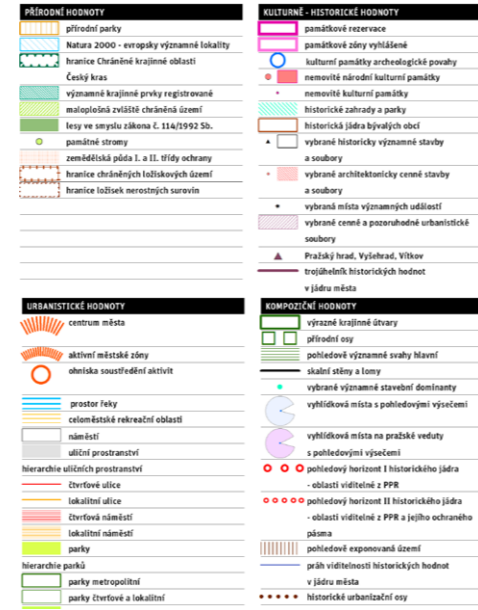 PŘÍRODNÍ HODNOTY
přírodní parky
Natura 2000 - evropsky významné lokality
hranice Chráněné krajinné oblasti
Český kras
významné krajinné prvky registrované
maloplošná zvláště chráněná území
lesy ve smyslu zákona č. 114/1992 Sb.
památné stromy
zemědělská půda I. a II. třídy ochrany
hranice chráněných ložiskových území
hranice ložisek nerostných surovin
KULTURNĚ - HISTORICKÉ HODNOTY
památkové rezervace
památkové zóny vyhlášené
kulturní památky archeologické povahy
nemovité národní kulturní památky
nemovité kulturní památky
historické zahrady a parky
historická jádra bývalých obcí
vybrané historicky významné stavby
a soubory
vybrané architektonicky cenné stavby
a soubory
vybraná místa významných událostí
vybrané cenné a pozoruhodné urbanistické
soubory
Pražský hrad, Vyšehrad, Vítkov
trojúhelník historických hodnot
v jádru města
URBANISTICKÉ HODNOTY
centrum města
aktivní městské zóny
ohniska soustředění aktivit
prostor řeky
celoměstské rekreační oblasti
náměstí
uliční prostranství
hierarchie uličních prostranství
čtvrťové ulice
lokalitní ulice
čtvrťová náměstí
lokalitní náměstí
parky
hierarchie parků
parky metropolitní
parky čtvrťové a lokalitní
KOMPOZIČNÍ HODNOTY
výrazné krajinné útvary
přírodní osy
pohledově významné svahy hlavní
skalní stěny a lomy
vybrané významné stavební dominanty
vyhlídková místa s pohledovými výsečemi
vyhlídková místa na pražské veduty
s pohledovými výsečemi
pohledový horizont I historického jádra
- oblasti viditelné z PPR
pohledový horizont II historického jádra
- oblasti viditelné z PPR a jejího ochraného
pásma
pohledově exponovaná území
práh viditelnosti historických hodnot
v jádru města
historické urbanizační osy